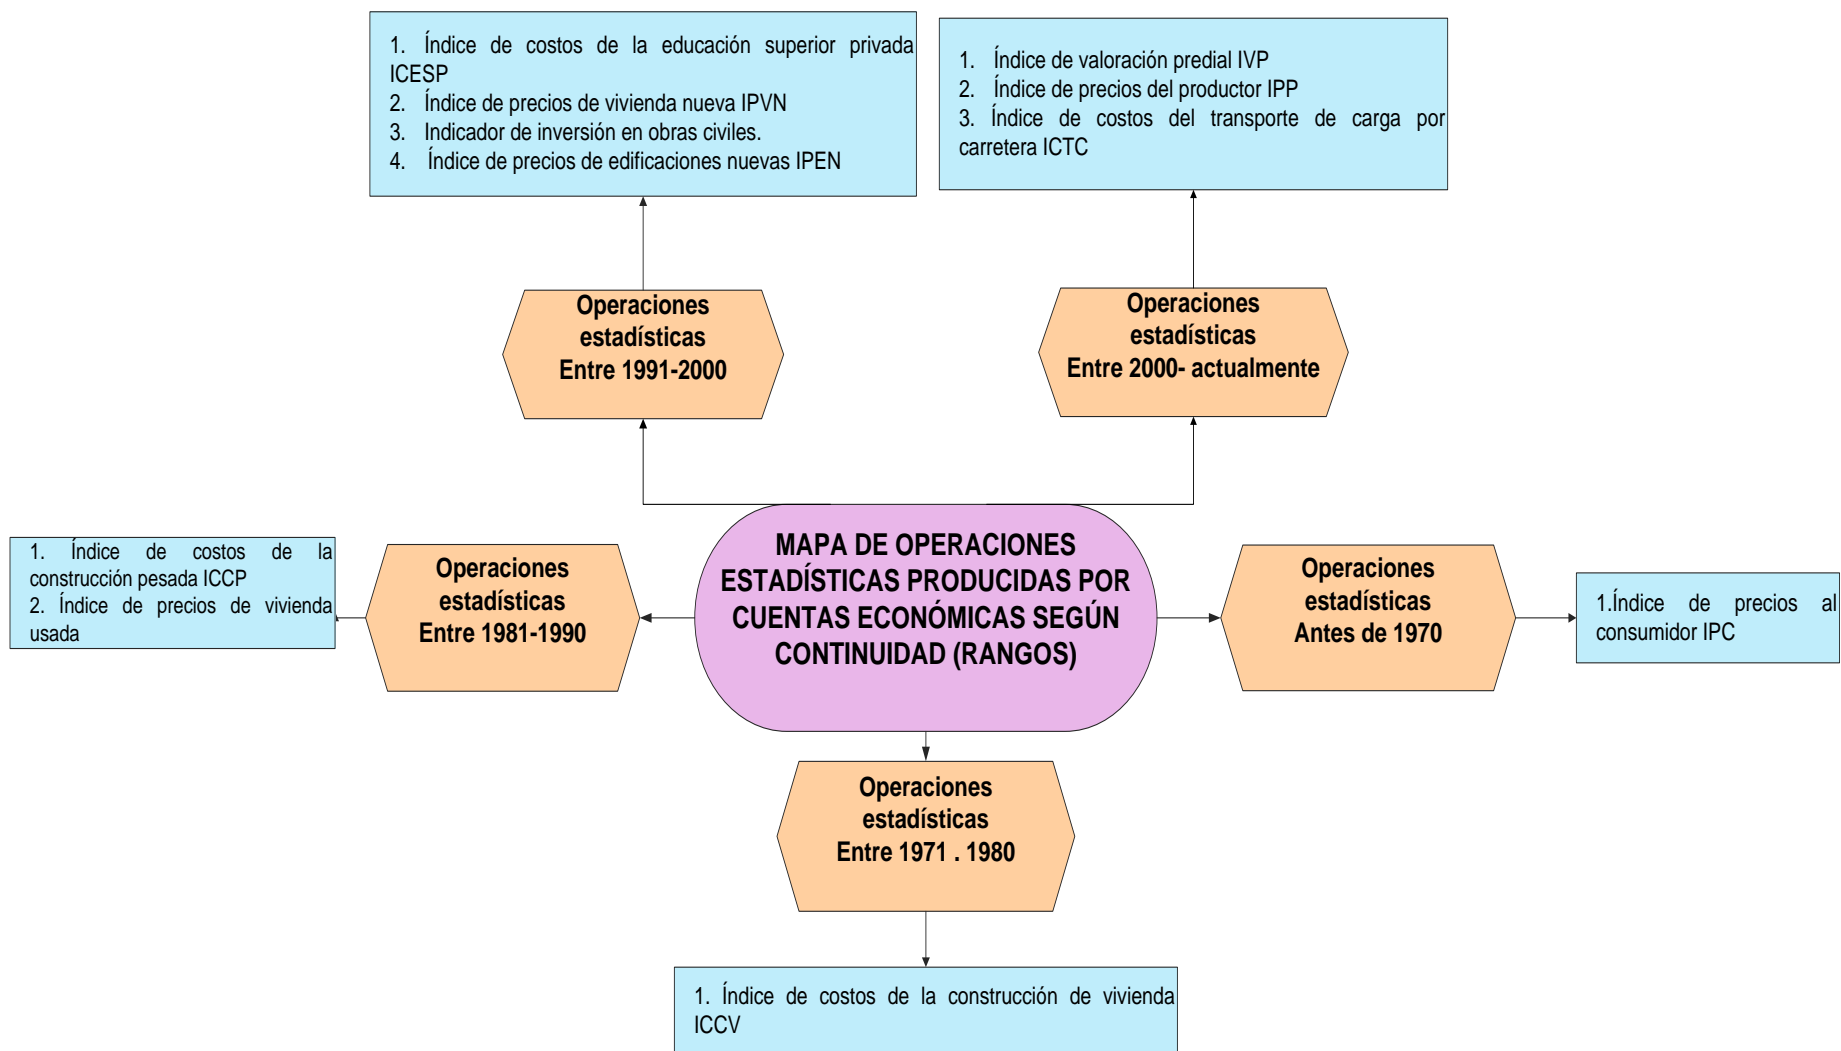 1. Índice de costos de la educación superior privada
ICESP
2. Índice de precios de vivienda nueva IPVN
3. Indicador de inversión en obras civiles.
4. Índice de precios de edificaciones nuevas IPEN
1. Índice de valoración predial IVP
2. Índice de precios del productor IPP
3. Índice de costos del transporte de carga por
carretera ICTC
Operaciones
estadísticas
Entre 1991-2000
Operaciones
estadísticas
Entre 2000- actualmente
1. Índice de costos de la
construcción pesada ICCP
2. Índice de precios de vivienda
usada
Operaciones
estadísticas
Entre 1981-1990
MAPA DE OPERACIONES
ESTADÍSTICAS PRODUCIDAS POR
CUENTAS ECONÓMICAS SEGÚN
CONTINUIDAD (RANGOS)
Operaciones
estadísticas
Antes de 1970
1.Índice de precios al
consumidor IPC
Operaciones
estadísticas
Entre 1971 . 1980
1. Índice de costos de la construcción de vivienda
ICCV